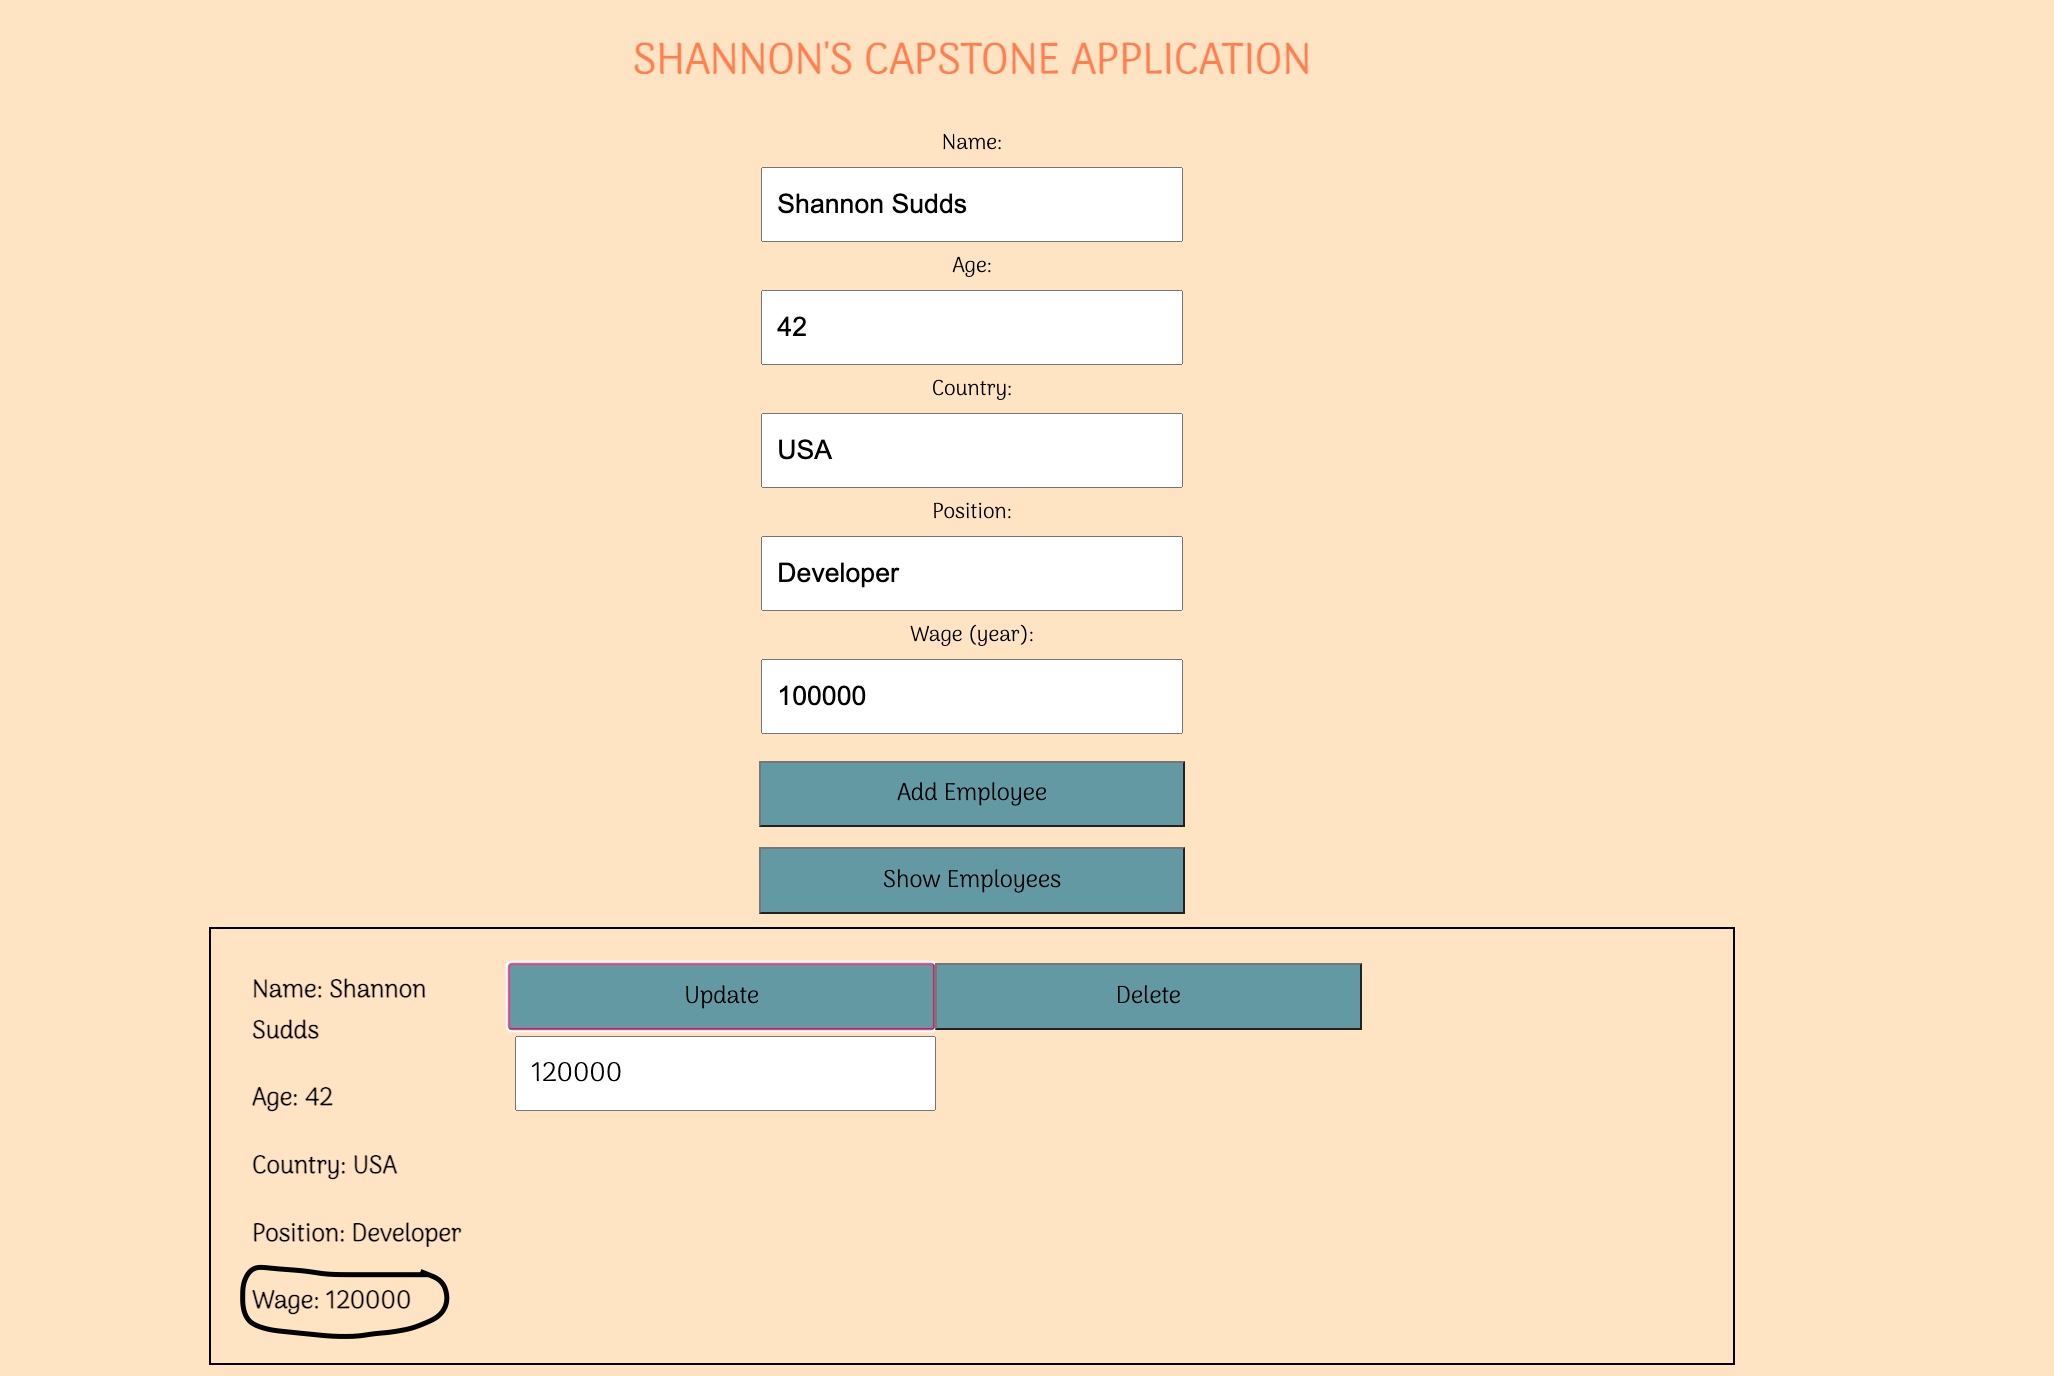 SHANNON'S CAPSTONE APPLICATION
Name:
Shannon Sudds
Age:
42
Country:
USA
Position:
Developer
Wage (year):
100000
Add Employee
Show Employees
Name: Shannon
Sudds
Age: 42
Country: USA
Position: Developer
Wage: 120000
Update
Delete
120000